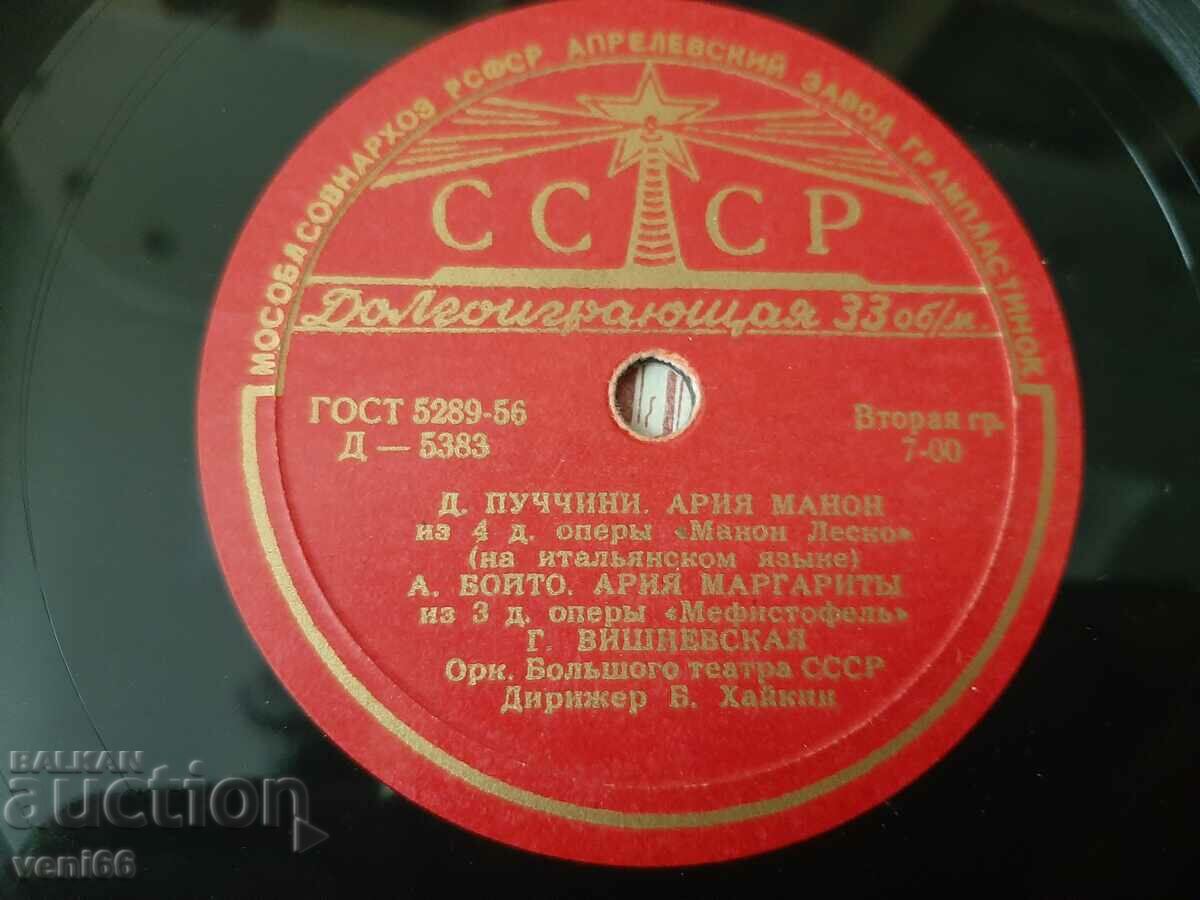 МОСОБЛСОВНАРХОЗ РСФСР АПРЕЛЕВСКИЙ ЗАВОД ГРАМПЛАСТИНОК
СССР
Долгоиграющая 33 об/м
ГОСТ 5289-56
Д — 5383
Вторая гр.
7-00
Д. ПУЧЧИНИ. АРИЯ МАНОН
из 4 д. оперы «Манон Леско»
(на итальянском языке)
А. БОЙТО. АРИЯ МАРГАРИТЫ
из 3 д. оперы «Мефистофель»
Г. ВИШНЕВСКАЯ
Орк. Большого театра СССР
Дирижер Б. Хайкин
BALKAN
auction
veni66